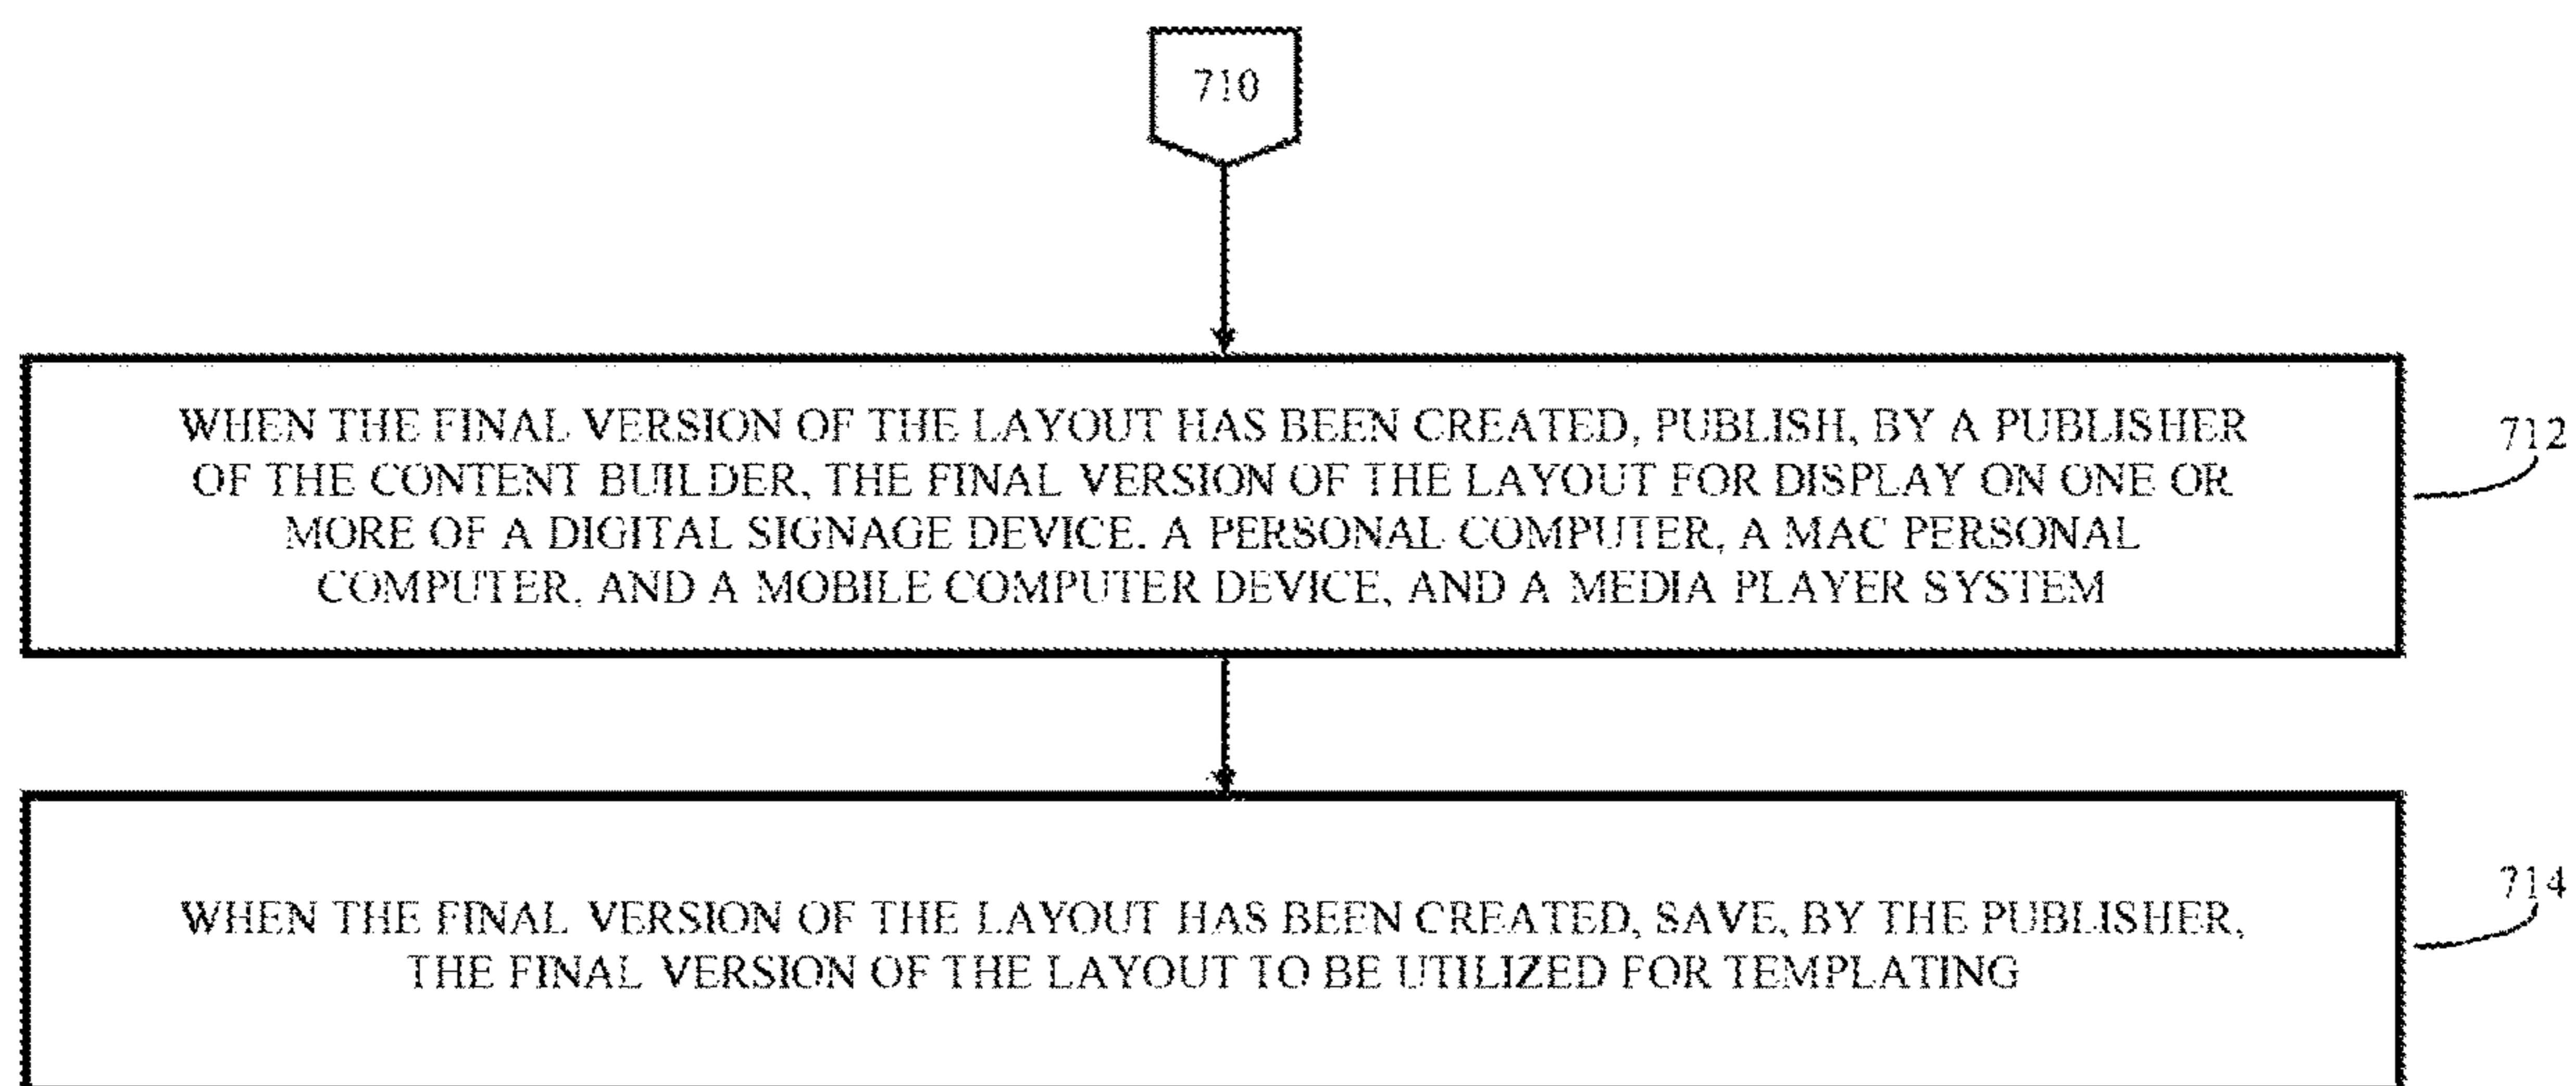 710
WHEN THE FINAL VERSION OF THE LAYOUT HAS BEEN CREATED, PUBLISH, BY A PUBLISHER
OF THE CONTENT BUILDER, THE FINAL VERSION OF THE LAYOUT FOR DISPLAY ON ONE OR
MORE OF A DIGITAL SIGNAGE DEVICE. A PERSONAL COMPUTER, A MAC PERSONAL
COMPUTER, AND A MOBILE COMPUTER DEVICE, AND A MEDIA PLAYER SYSTEM
712
WHEN THE FINAL VERSION OF THE LAYOUT HAS BEEN CREATED, SAVE, BY THE PUBLISHER,
THE FINAL VERSION OF THE LAYOUT TO BE UTILIZED FOR TEMPLATING
714